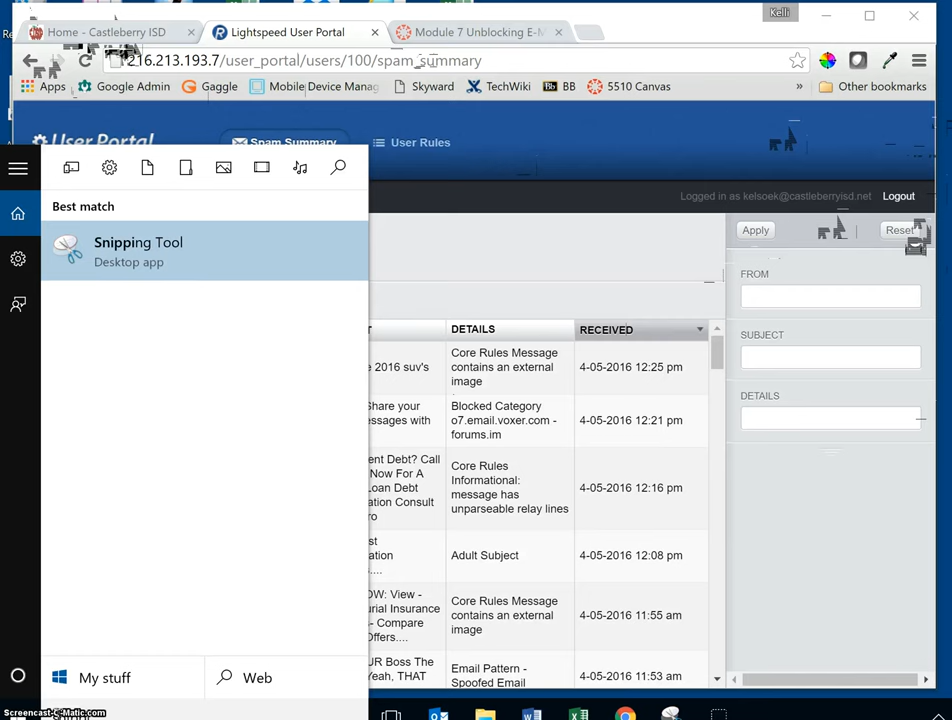 Kelli
Home - Castleberry ISD
Lightspeed User Portal
Module 7 Unblocking E-M
216.213.193.7/user_portal/users/100/spam_summary
Apps
Google Admin
Gaggle
Mobile Device Manag
Skyward
TechWiki
Bb BB
5510 Canvas
»
Other bookmarks
User Portal
Spam Summary
User Rules
Logged in as kelsoek@castleberryisd.net
Logout
Best match
Snipping Tool
Desktop app
Apply
Reset
FROM
SUBJECT
DETAILS
T
DETAILS
RECEIVED
e 2016 suv's
Core Rules Message
contains an external
image
4-05-2016 12:25 pm
Share your
essages with
Blocked Category
o7.email.voxer.com -
forums.im
4-05-2016 12:21 pm
ent Debt? Call
Now For A
Loan Debt
ation Consult
ro
Core Rules
Informational:
message has
unparseable relay lines
4-05-2016 12:16 pm
st
ation
s....
Adult Subject
4-05-2016 12:08 pm
OW: View -
urial Insurance
- Compare
Offers....
Core Rules Message
contains an external
image
4-05-2016 11:55 am
UR Boss The
Yeah, THAT
Email Pattern -
Spoofed Email
4-05-2016 11:53 am
My stuff
Web
Screencast-O-Matic.com